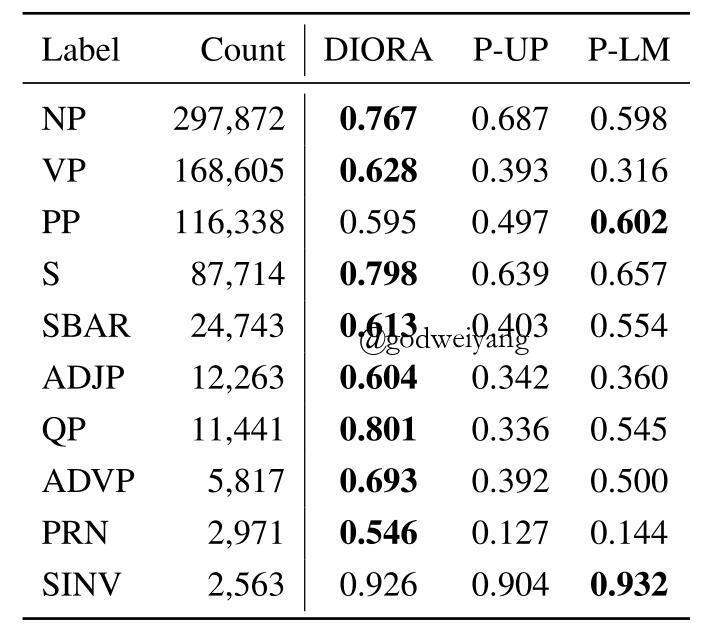 Label Count DIORA P-UP P-LM
NP 297,872 0.767 0.687 0.598
VP 168,605 0.628 0.393 0.316
PP 116,338 0.595 0.497 0.602
S 87,714 0.798 0.639 0.657
SBAR 24,743 0.613 0.403 0.554
@godweiyang
ADJP 12,263 0.604 0.342 0.360
QP 11,441 0.801 0.336 0.545
ADVP 5,817 0.693 0.392 0.500
PRN 2,971 0.546 0.127 0.144
SINV 2,563 0.926 0.904 0.932